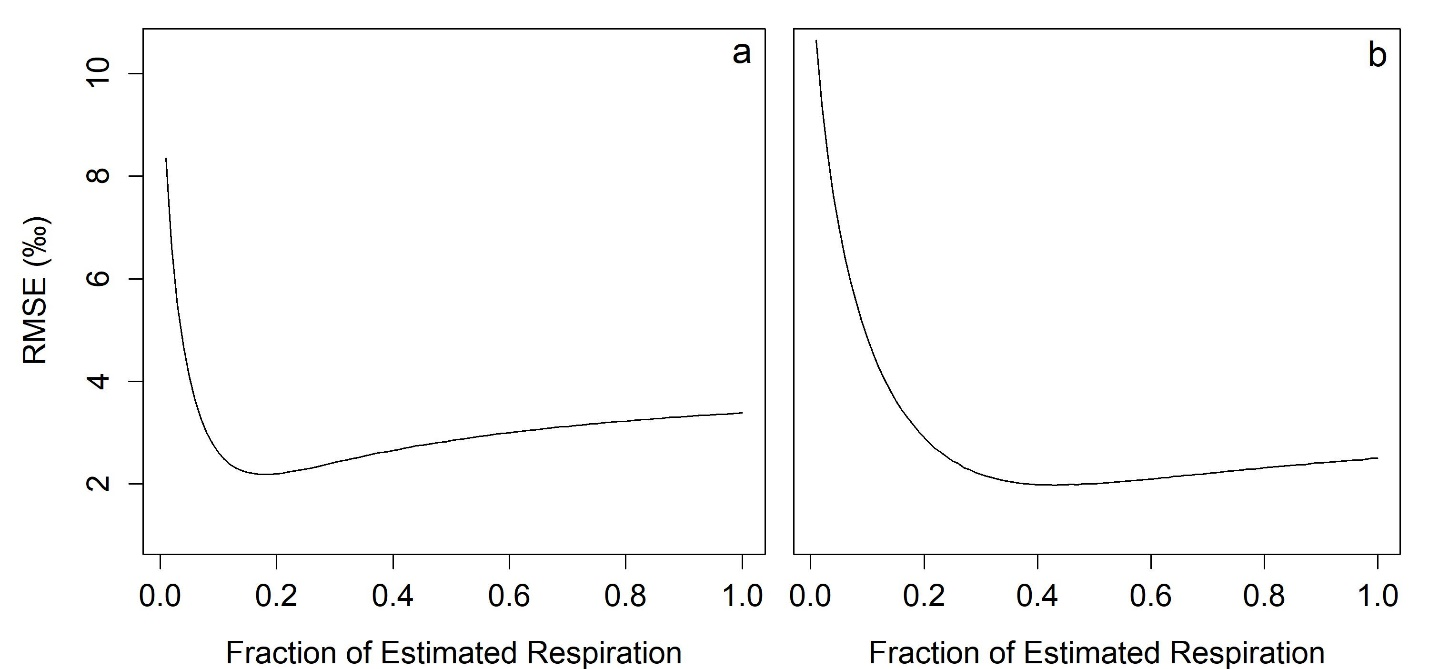 a
b
RMSE (‰)
10
8
6
4
2
0.0 0.2 0.4 0.6 0.8 1.0
0.0 0.2 0.4 0.6 0.8 1.0
Fraction of Estimated Respiration
Fraction of Estimated Respiration